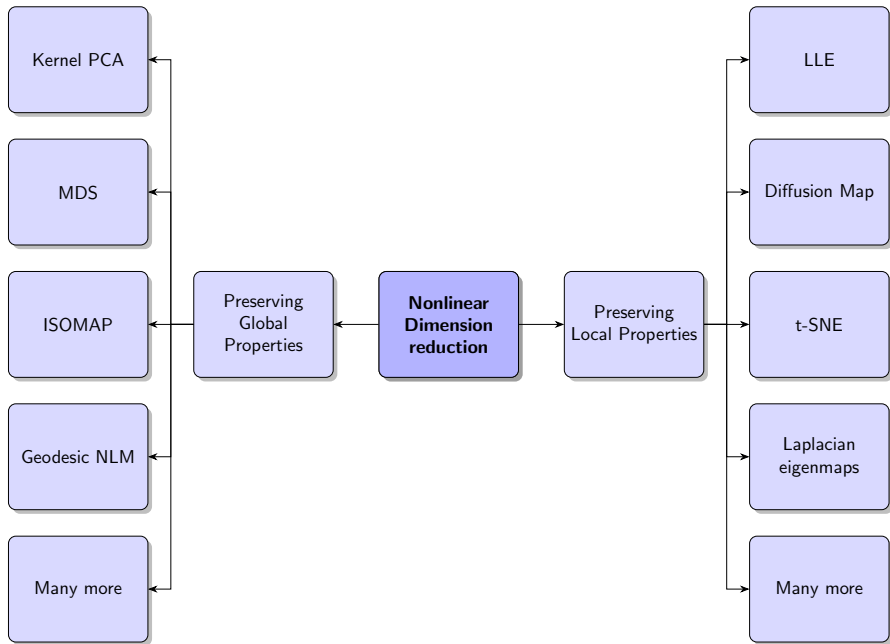 Kernel PCA
LLE
MDS
Diffusion Map
ISOMAP
Preserving
Global
Properties
Nonlinear
Dimension
reduction
Preserving
Local Properties
t-SNE
Geodesic NLM
Laplacian
eigenmaps
Many more
Many more